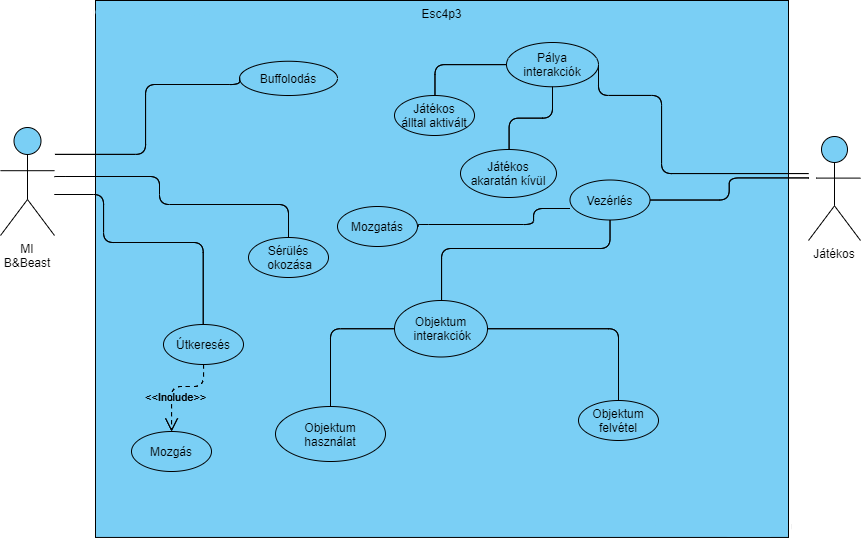 Esc4p3
Buffolodás
Pálya
interakciók
Játékos
álltal aktivált
Játékos
akaratán kívül
Vezérlés
Mozgatás
MI
B&Beast
Játékos
Sérülés
okozása
Objektum
interakciók
Útkeresés
<<Include>>
Mozgás
Objektum
használat
Objektum
felvétel